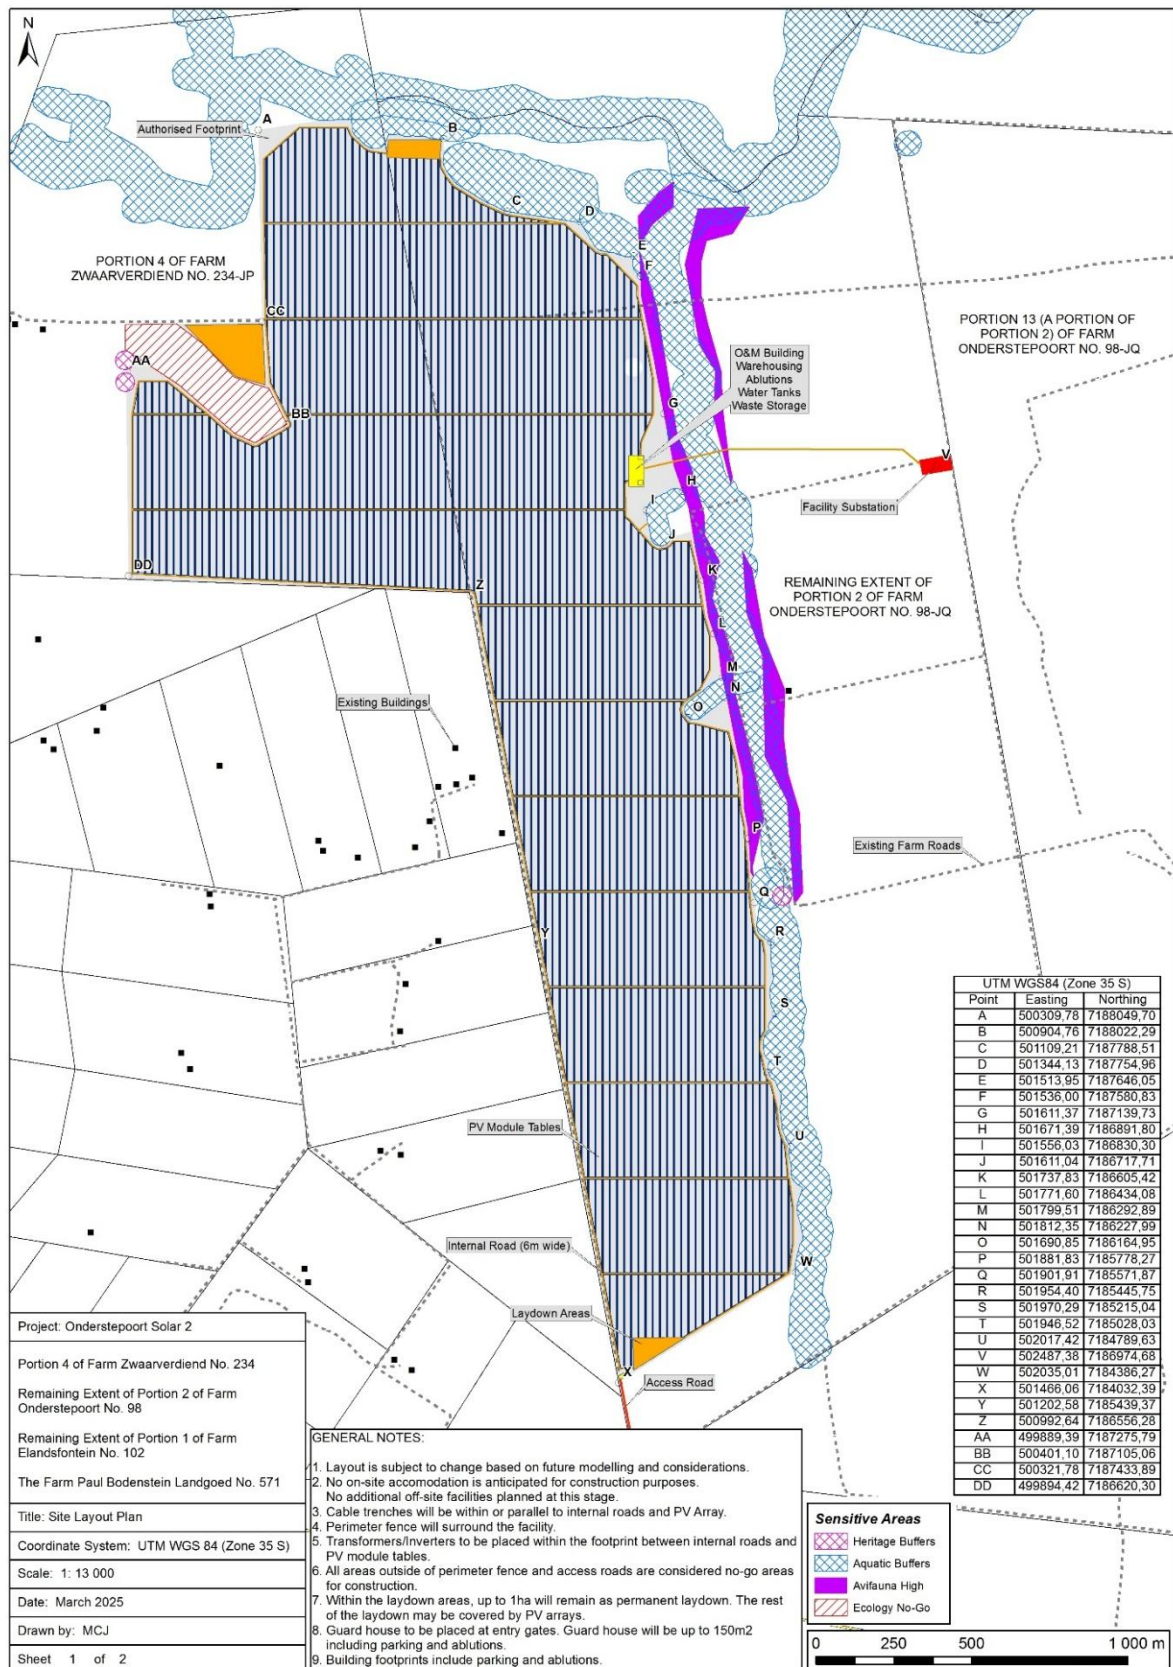 N
A
Authorised Footprint
B
C
D
E
F
PORTION 4 OF FARM
ZWAARVERDIEND NO. 234-JP
CC
PORTION 13 (A PORTION OF
PORTION 2) OF FARM
ONDERSTEPOORT NO. 98-JQ
AA
O&M Building
Warehousing
Ablutions
Water Tanks
Waste Storage
G
BB
V
H
I
Facility Substation
J
K
DD
Z
REMAINING EXTENT OF
PORTION 2 OF FARM
ONDERSTEPOORT NO. 98-JQ
L
M
N
O
Existing Buildings
P
Existing Farm Roads
Q
R
Y
S
T
U
PV Module Tables
W
Internal Road (6m wide)
Laydown Areas
X
Access Road
UTM WGS84 (Zone 35 S)
Point Easting Northing
A 500309,78 7188049,70
B 500904,76 7188022,29
C 501109,21 7187788,51
D 501344,13 7187754,96
E 501513,95 7187646,05
F 501536,00 7187580,83
G 501611,37 7187139,73
H 501671,39 7186891,80
I 501556,03 7186830,30
J 501611,04 7186717,71
K 501737,83 7186605,42
L 501771,60 7186434,08
M 501799,51 7186292,89
N 501812,35 7186227,99
O 501690,85 7186164,95
P 501881,83 7185778,27
Q 501901,91 7185571,87
R 501954,40 7185445,75
S 501970,29 7185215,04
T 501946,52 7185028,03
U 502017,42 7184789,63
V 502487,38 7186974,68
W 502035,01 7184386,27
X 501466,06 7184032,39
Y 501202,58 7185439,37
Z 500992,64 7186556,28
AA 499889,39 7187275,79
BB 500401,10 7187105,06
CC 500321,78 7187433,89
DD 499894,42 7186620,30
Project: Onderstepoort Solar 2
Portion 4 of Farm Zwaarverdiend No. 234
Remaining Extent of Portion 2 of Farm
Onderstepoort No. 98
Remaining Extent of Portion 1 of Farm
Elandsfontein No. 102
The Farm Paul Bodenstein Landgoed No. 571
Title: Site Layout Plan
Coordinate System: UTM WGS 84 (Zone 35 S)
Scale: 1: 13 000
Date: March 2025
Drawn by: MCJ
Sheet 1 of 2
GENERAL NOTES:
1. Layout is subject to change based on future modelling and considerations.
2. No on-site accomodation is anticipated for construction purposes.
No additional off-site facilities planned at this stage.
3. Cable trenches will be within or parallel to internal roads and PV Array.
4. Perimeter fence will surround the facility.
5. Transformers/Inverters to be placed within the footprint between internal roads and
PV module tables.
6. All areas outside of perimeter fence and access roads are considered no-go areas
for construction.
7. Within the laydown areas, up to 1ha will remain as permanent laydown. The rest
of the laydown may be covered by PV arrays.
8. Guard house to be placed at entry gates. Guard house will be up to 150m2
including parking and ablutions.
9. Building footprints include parking and ablutions.
Sensitive Areas
Heritage Buffers
Aquatic Buffers
Avifauna High
Ecology No-Go
0 250 500 1 000 m